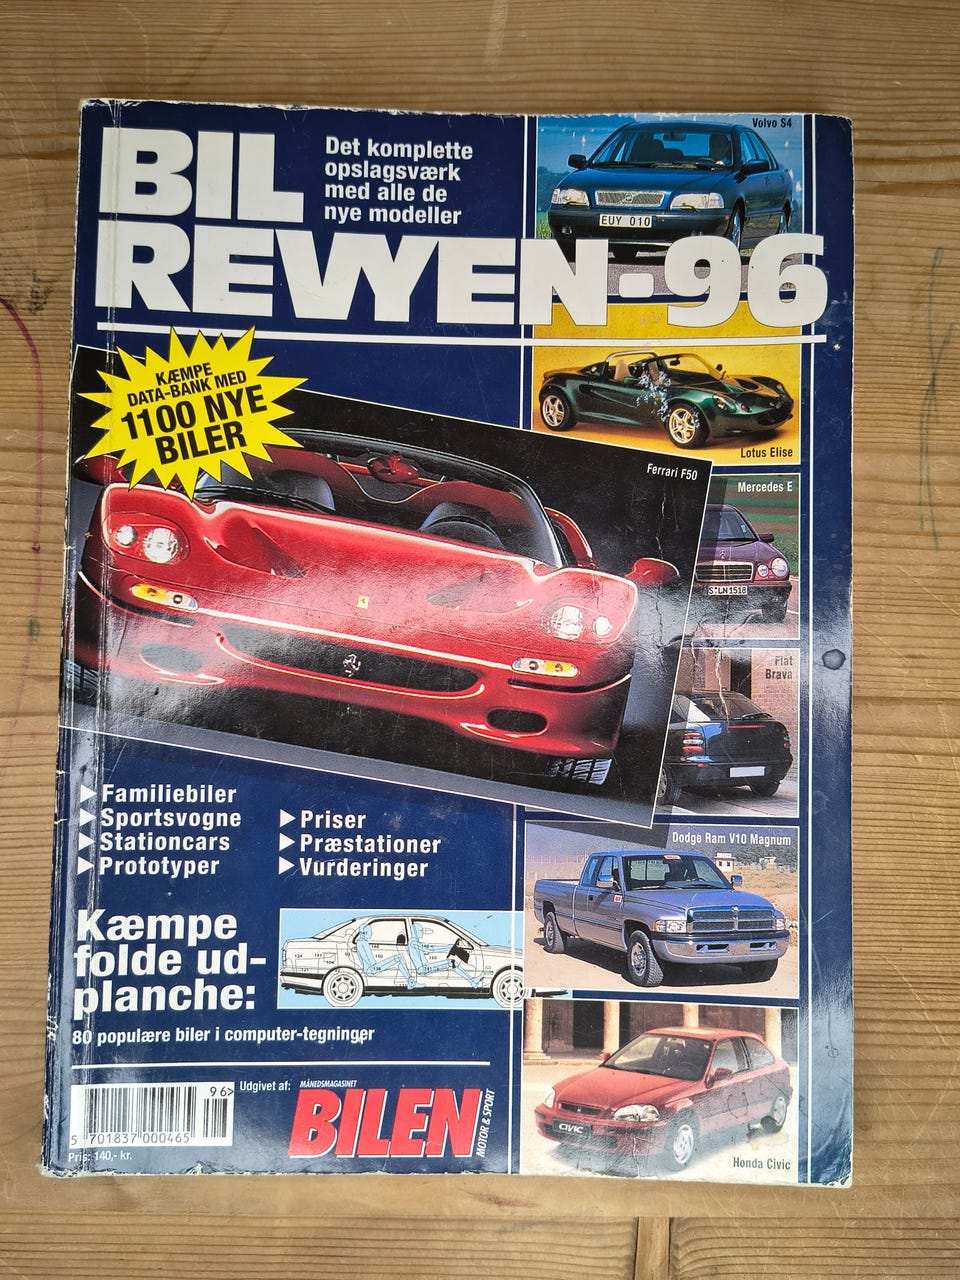 BIL
Det komplette
opslagsværk
med alle de
nye modeller
Volvo S4
EUY 010
REVYEN·96
KÆMPE
DATA-BANK MED
1100 NYE
BILER
Lotus Elise
Ferrari F50
Mercedes E
S·LN 1518
Fiat
Brava
Familiebiler
Sportsvogne
Stationcars
Prototyper
Priser
Præstationer
Vurderinger
Dodge Ram V10 Magnum
Kæmpe
folde ud-
planche:
80 populære biler i computer-tegninger
96>
5 701837 000465
Pris: 140,- kr.
Udgivet af:
MÅNEDSMAGASINET
BILEN
MOTOR & SPORT
CIVIC
Honda Civic